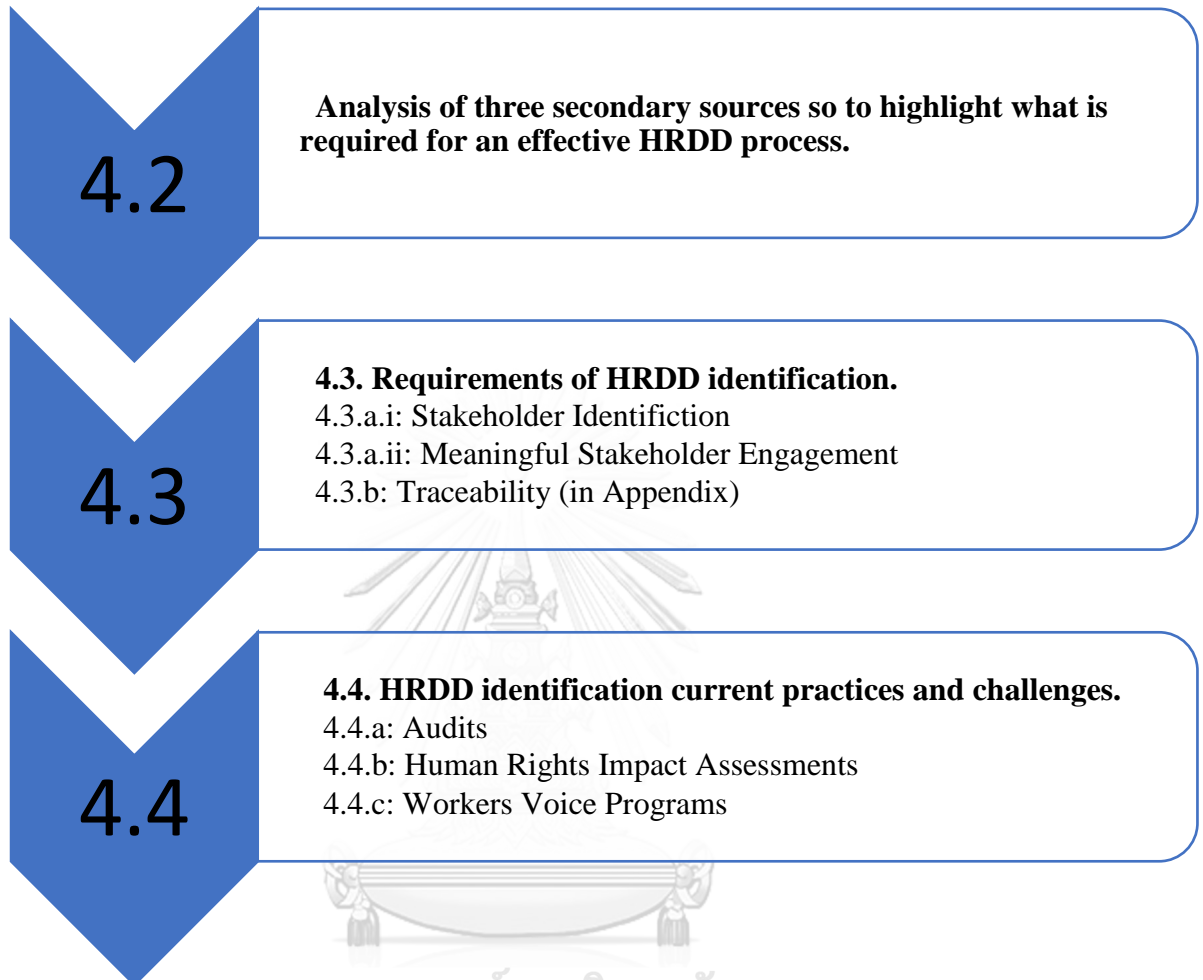 4.2
Analysis of three secondary sources so to highlight what is
required for an effective HRDD process.
4.3
4.3. Requirements of HRDD identification.
4.3.a.i: Stakeholder Identifiction
4.3.a.ii: Meaningful Stakeholder Engagement
4.3.b: Traceability (in Appendix)
4.4
4.4. HRDD identification current practices and challenges.
4.4.a: Audits
4.4.b: Human Rights Impact Assessments
4.4.c: Workers Voice Programs